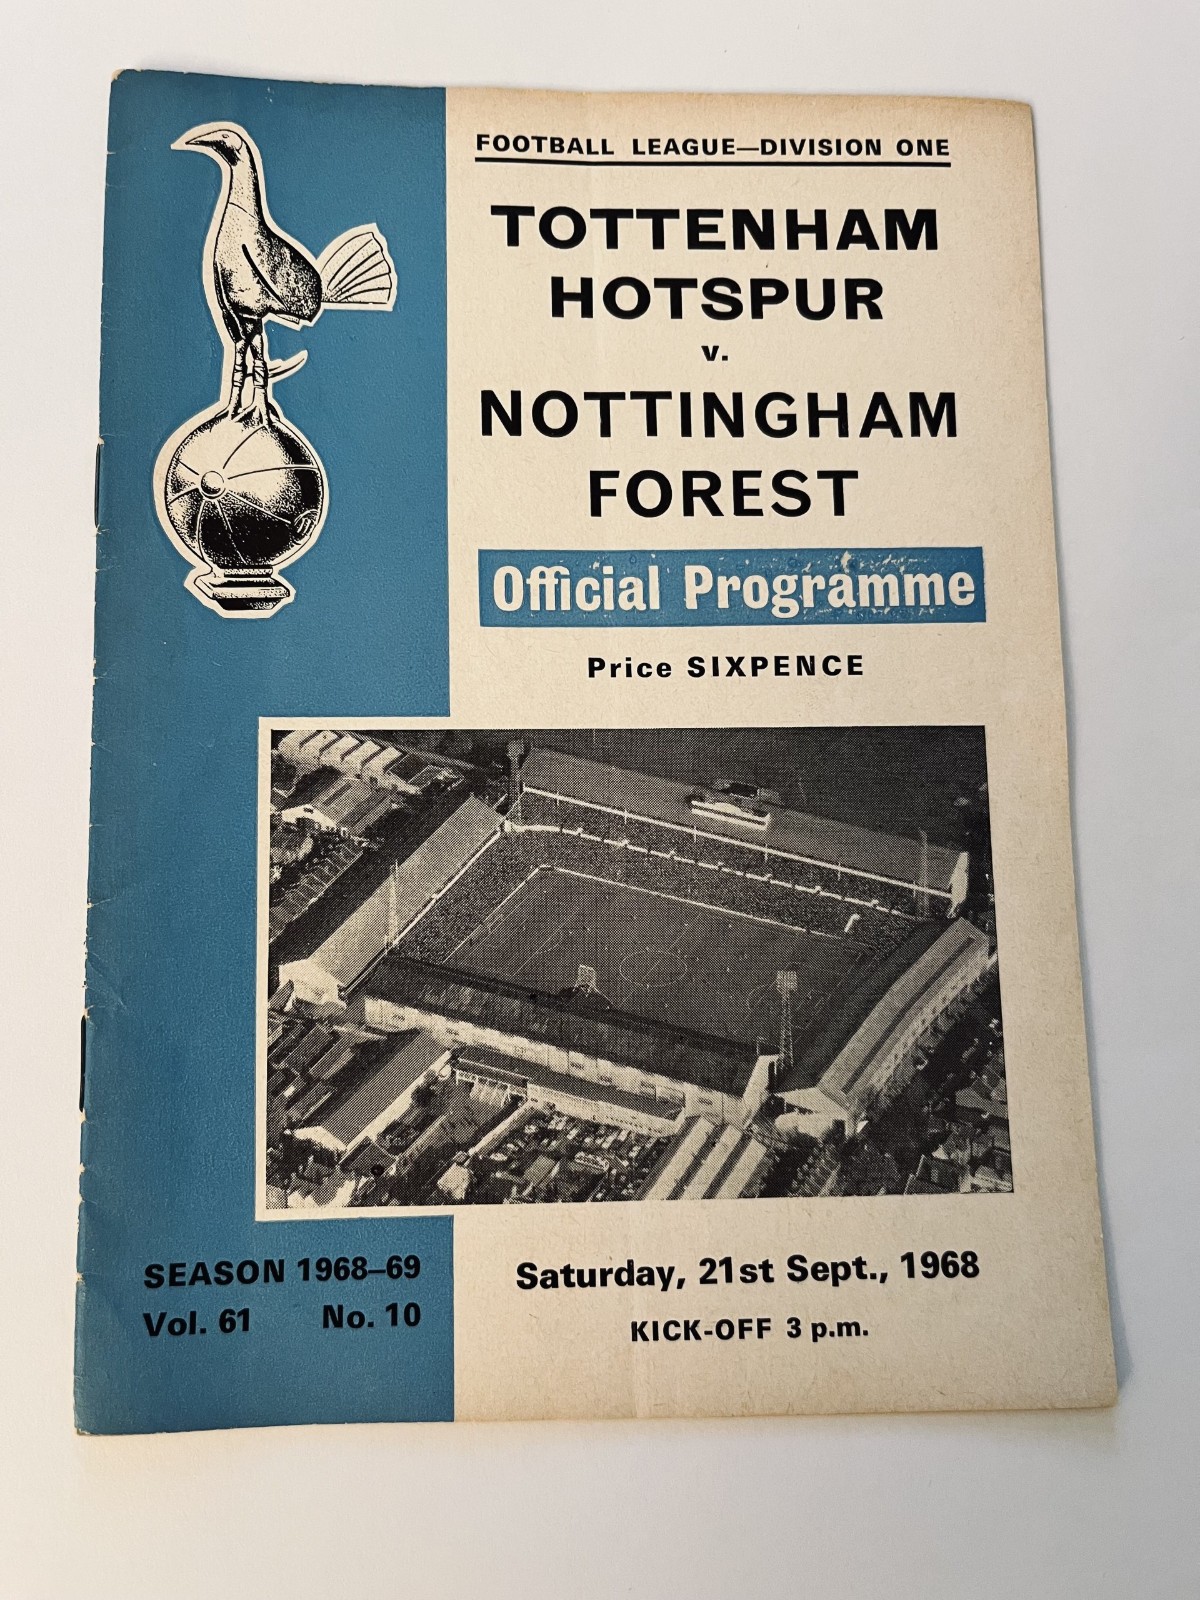 FOOTBALL LEAGUE—DIVISION ONE
TOTTENHAM
HOTSPUR
v.
NOTTINGHAM
FOREST
Official Programme
Price SIXPENCE
SEASON 1968–69
Vol. 61 No. 10
Saturday, 21st Sept., 1968
KICK-OFF 3 p.m.